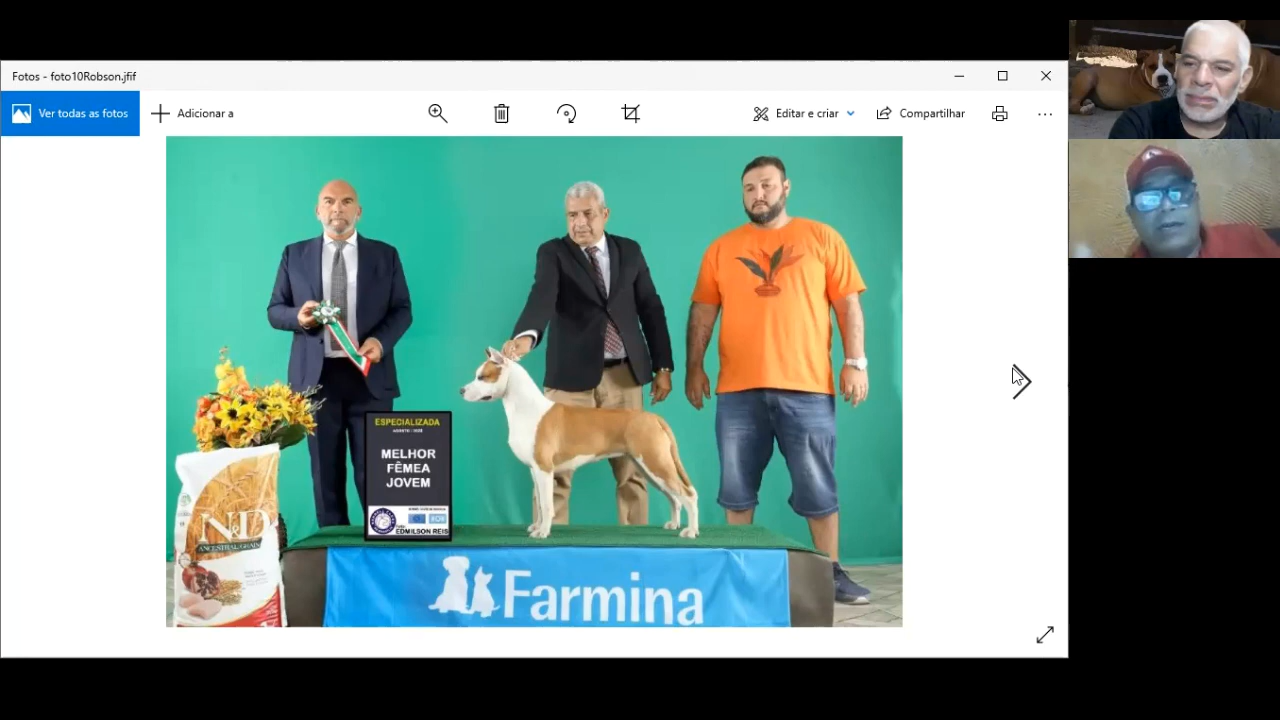 Fotos - foto10Robson.jfif
Ver todas as fotos
Adicionar a
Editar e criar
Compartilhar
ESPECIALIZADA
MELHOR
FÊMEA
JOVEM
EDMILSON REIS
N&D
ANCESTRAL GRAIN
Farmina